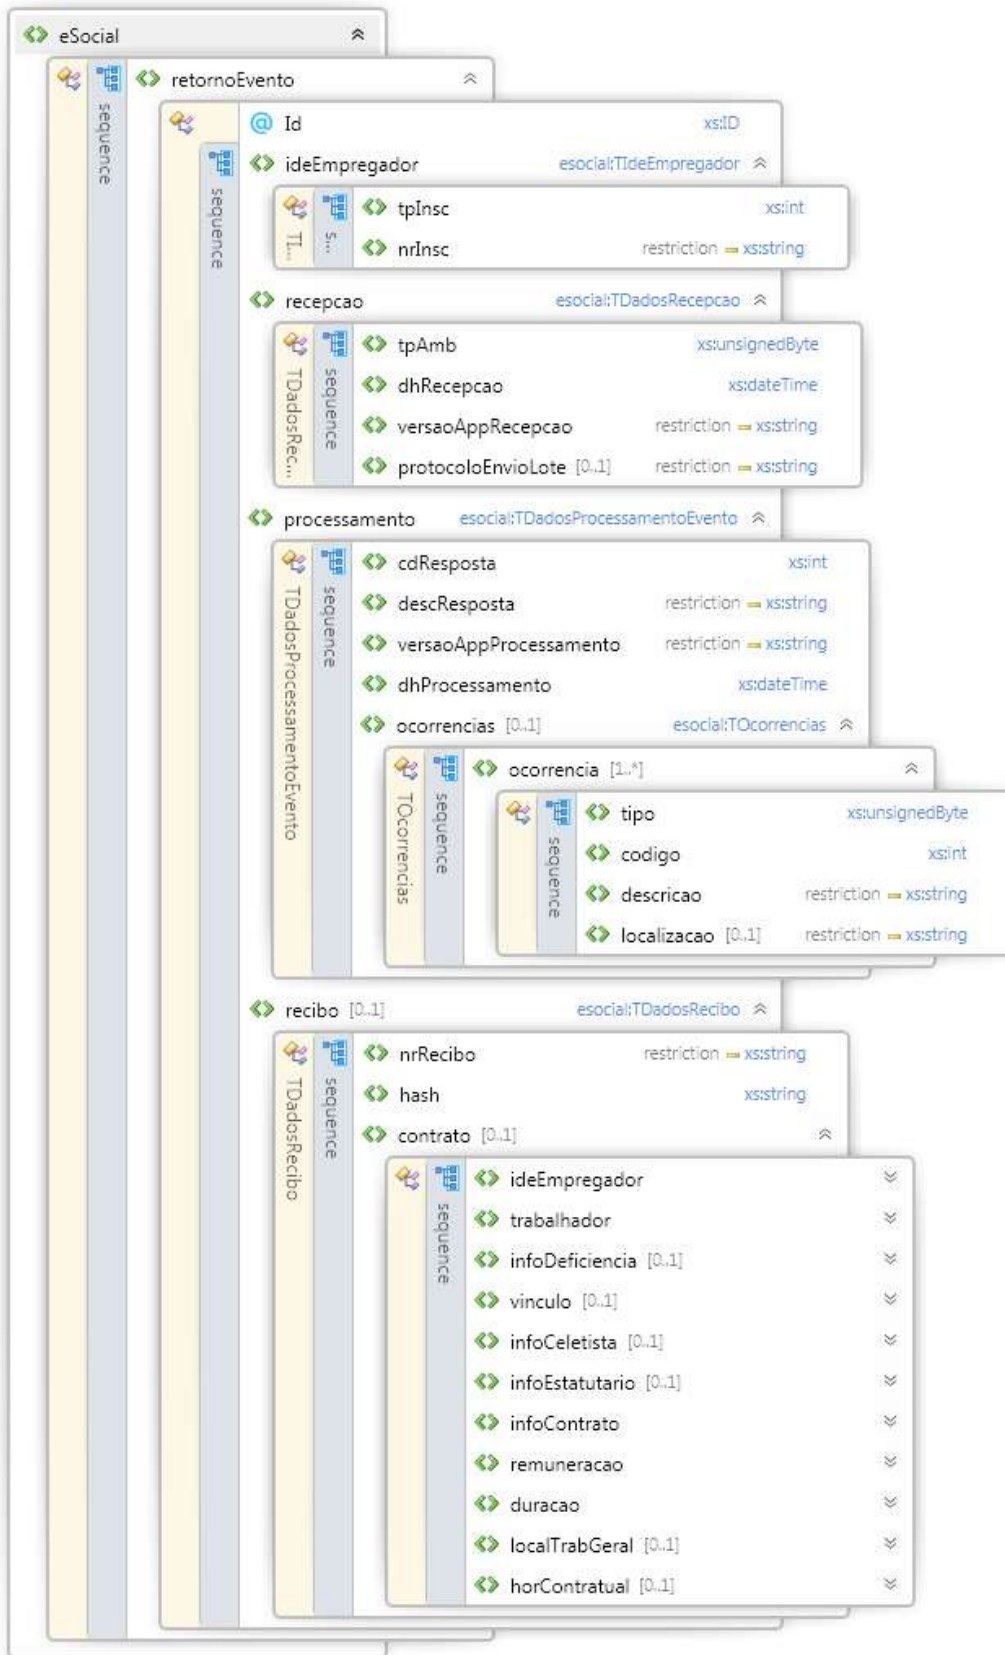 eSocial
sequence
retornoEvento
sequence
@ Id xs:ID
ideEmpregador esocial:TIdeEmpregador
TI...
s...
tpInsc xs:int
nrInsc restriction xs:string
recepcao esocial:TDadosRecepcao
TDadosRec...
sequence
tpAmb xs:unsignedByte
dhRecepcao xs:dateTime
versaoAppRecepcao restriction xs:string
protocoloEnvioLote [0..1] restriction xs:string
processamento esocial:TDadosProcessamentoEvento
TDadosProcessamentoEvento
sequence
cdResposta xs:int
descResposta restriction xs:string
versaoAppProcessamento restriction xs:string
dhProcessamento xs:dateTime
ocorrencias [0..1] esocial:TOcorrencias
TOcorrencias
sequence
ocorrencia [1..*]
sequence
tipo xs:unsignedByte
codigo xs:int
descricao restriction xs:string
localizacao [0..1] restriction xs:string
recibo [0..1] esocial:TDadosRecibo
TDadosRecibo
sequence
nrRecibo restriction xs:string
hash xs:string
contrato [0..1]
sequence
ideEmpregador
trabalhador
infoDeficiencia [0..1]
vinculo [0..1]
infoCeletista [0..1]
infoEstatutario [0..1]
infoContrato
remuneracao
duracao
localTrabGeral [0..1]
horContratual [0..1]